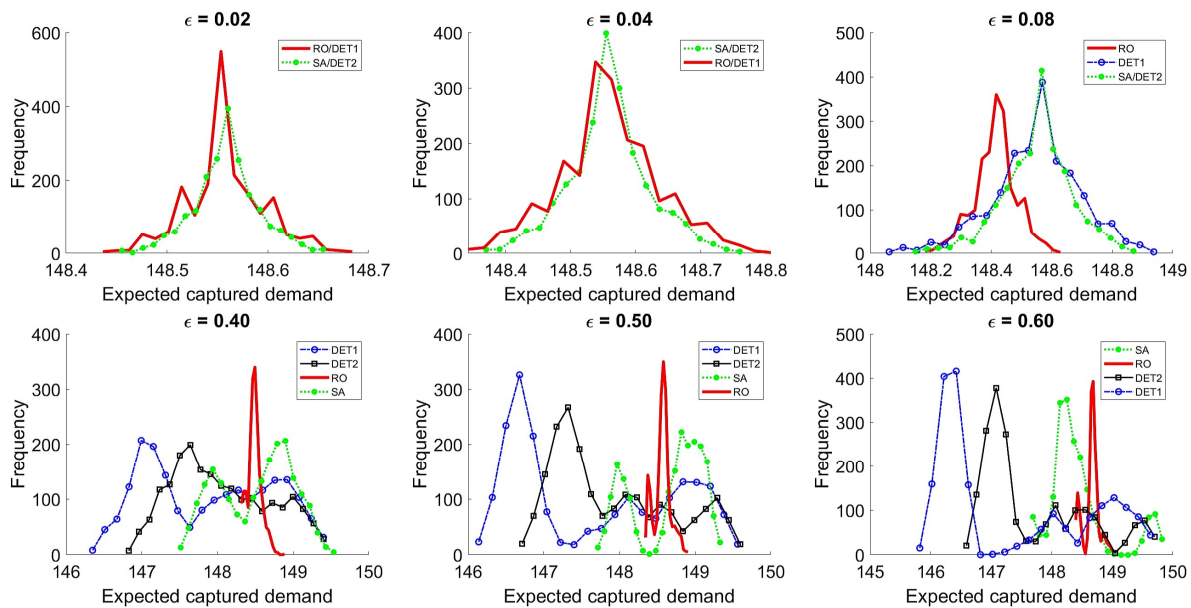 ϵ = 0.02
600
400
200
0
Frequency
148.4
148.5
148.6
148.7
Expected captured demand
RO/DET1
SA/DET2
ϵ = 0.04
400
300
200
100
0
Frequency
148.4
148.5
148.6
148.7
148.8
Expected captured demand
SA/DET2
RO/DET1
ϵ = 0.08
500
400
300
200
100
0
Frequency
148
148.2
148.4
148.6
148.8
149
Expected captured demand
RO
DET1
SA/DET2
ϵ = 0.40
400
300
200
100
0
Frequency
146
147
148
149
150
Expected captured demand
DET1
DET2
RO
SA
ϵ = 0.50
400
300
200
100
0
Frequency
146
147
148
149
150
Expected captured demand
DET1
DET2
SA
RO
ϵ = 0.60
500
400
300
200
100
0
Frequency
145
146
147
148
149
150
Expected captured demand
SA
RO
DET2
DET1